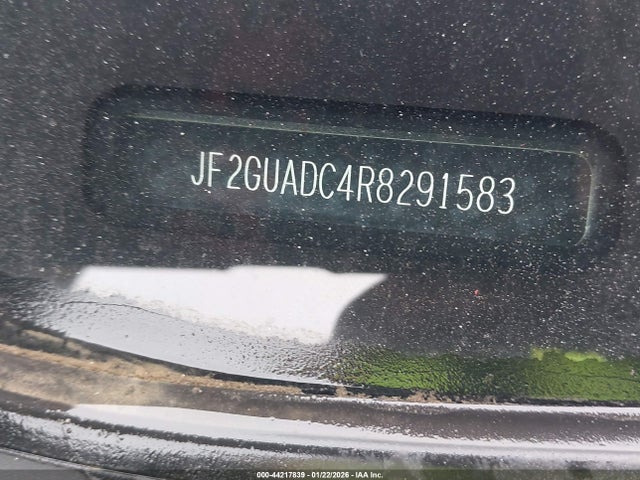 JF2GUADC4R8291583
000-44217839 - 01/22/2026 - IAA Inc.